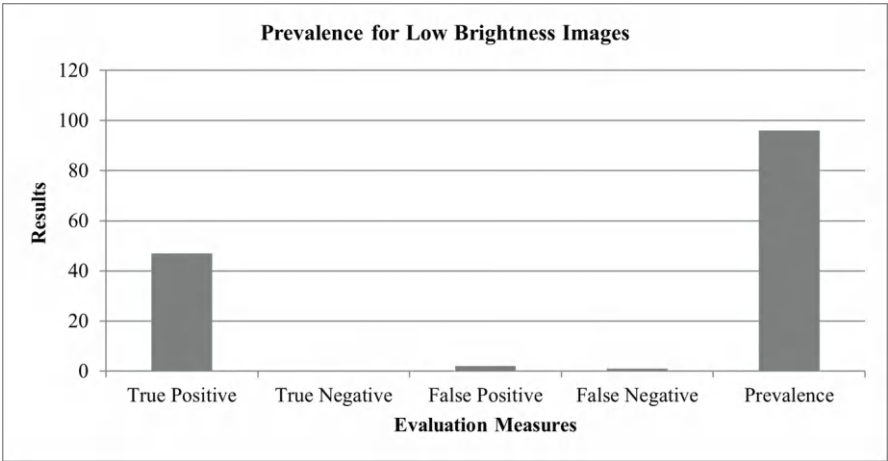 Prevalence for Low Brightness Images
120
100
80
60
40
20
0
Results
True Positive True Negative False Positive False Negative Prevalence
Evaluation Measures